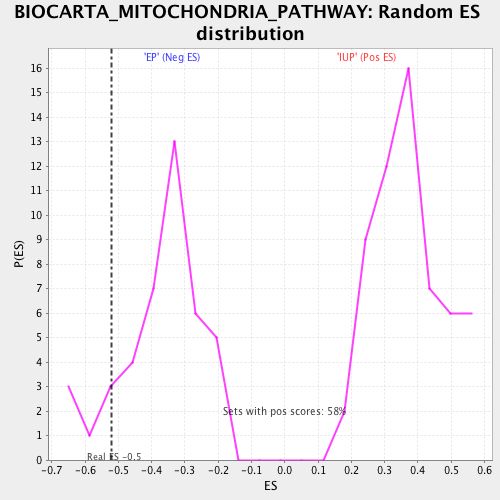 BIOCARTA_MITOCHONDRIA_PATHWAY: Random ES
distribution
'EP' (Neg ES)
'IUP' (Pos ES)
16
15
14
13
12
11
10
9
8
7
6
5
4
3
2
1
0
P(ES)
Sets with pos scores: 58%
Real ES -0.5
-0.7 -0.6 -0.5 -0.4 -0.3 -0.2 -0.1 0.0 0.1 0.2 0.3 0.4 0.5 0.6
ES